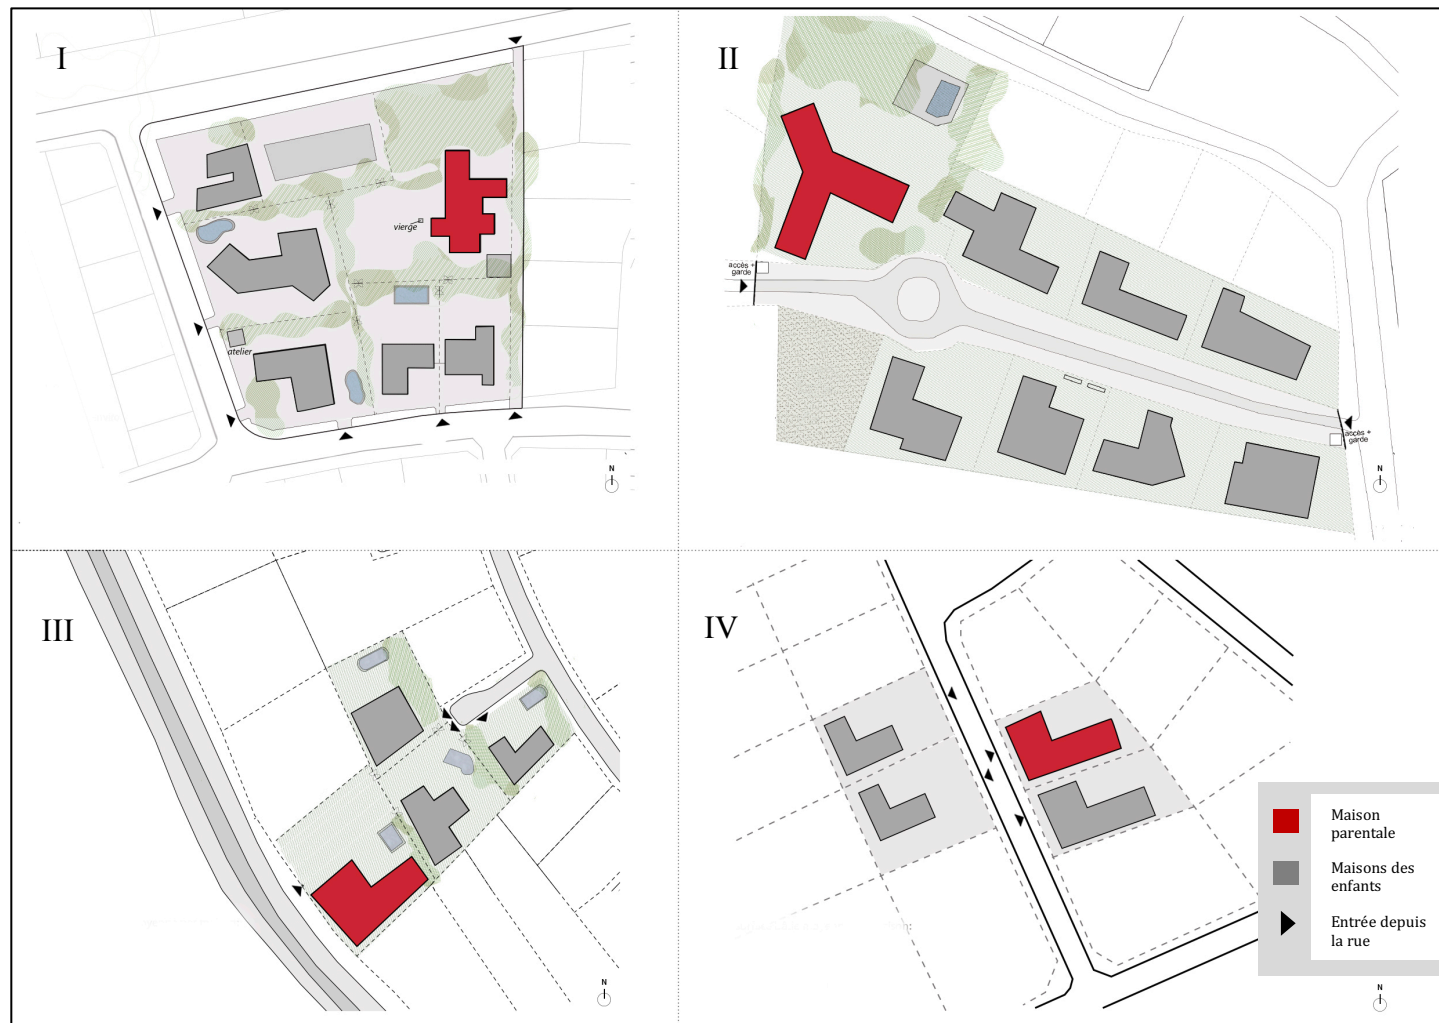 I
vierge
atelier
N
II
accès +
garde
accès +
garde
N
III
N
IV
Maison
parentale
Maisons des
enfants
Entrée depuis
la rue
N